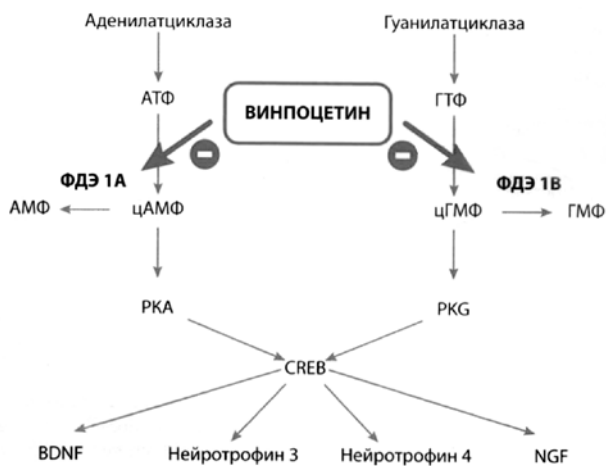 Аденилатциклаза
Гуанилатциклаза
АТФ
ВИНПОЦЕТИН
ГТФ
ФДЭ 1А
ФДЭ 1В
АМФ
цАМФ
цГМФ
ГМФ
PKA
PKG
CREB
BDNF
Нейротрофин 3
Нейротрофин 4
NGF